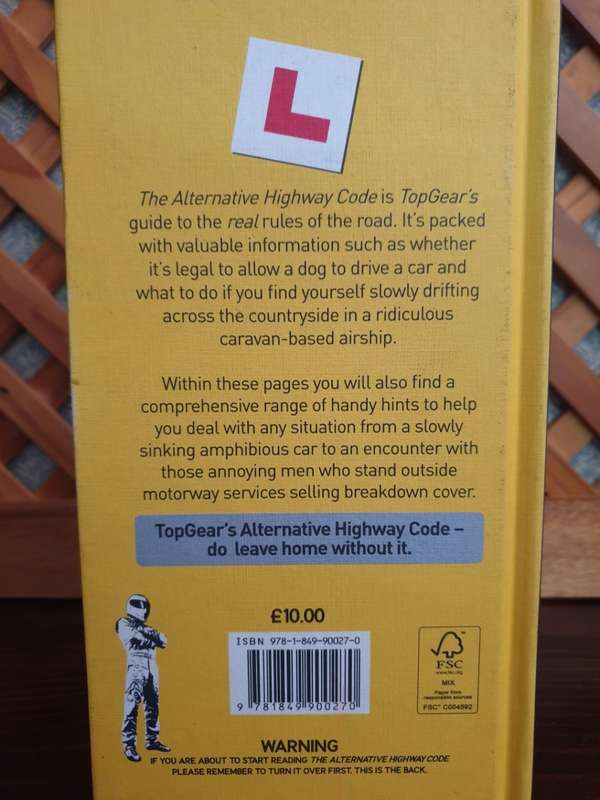 L
The Alternative Highway Code is TopGear's
guide to the real rules of the road. It's packed
with valuable information such as whether
it's legal to allow a dog to drive a car and
what to do if you find yourself slowly drifting
across the countryside in a ridiculous
caravan-based airship.
Within these pages you will also find a
comprehensive range of handy hints to help
you deal with any situation from a slowly
sinking amphibious car to an encounter with
those annoying men who stand outside
motorway services selling breakdown cover.
TopGear's Alternative Highway Code –
do leave home without it.
£10.00
ISBN 978-1-849-90027-0
9 781849 900270
FSC
www.fsc.org
MIX
Paper from
responsible sources
FSC™ C004592
WARNING
IF YOU ARE ABOUT TO START READING THE ALTERNATIVE HIGHWAY CODE
PLEASE REMEMBER TO TURN IT OVER FIRST. THIS IS THE BACK.